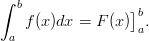 ∫_a^b f(x)dx = F(x)]_a^b.